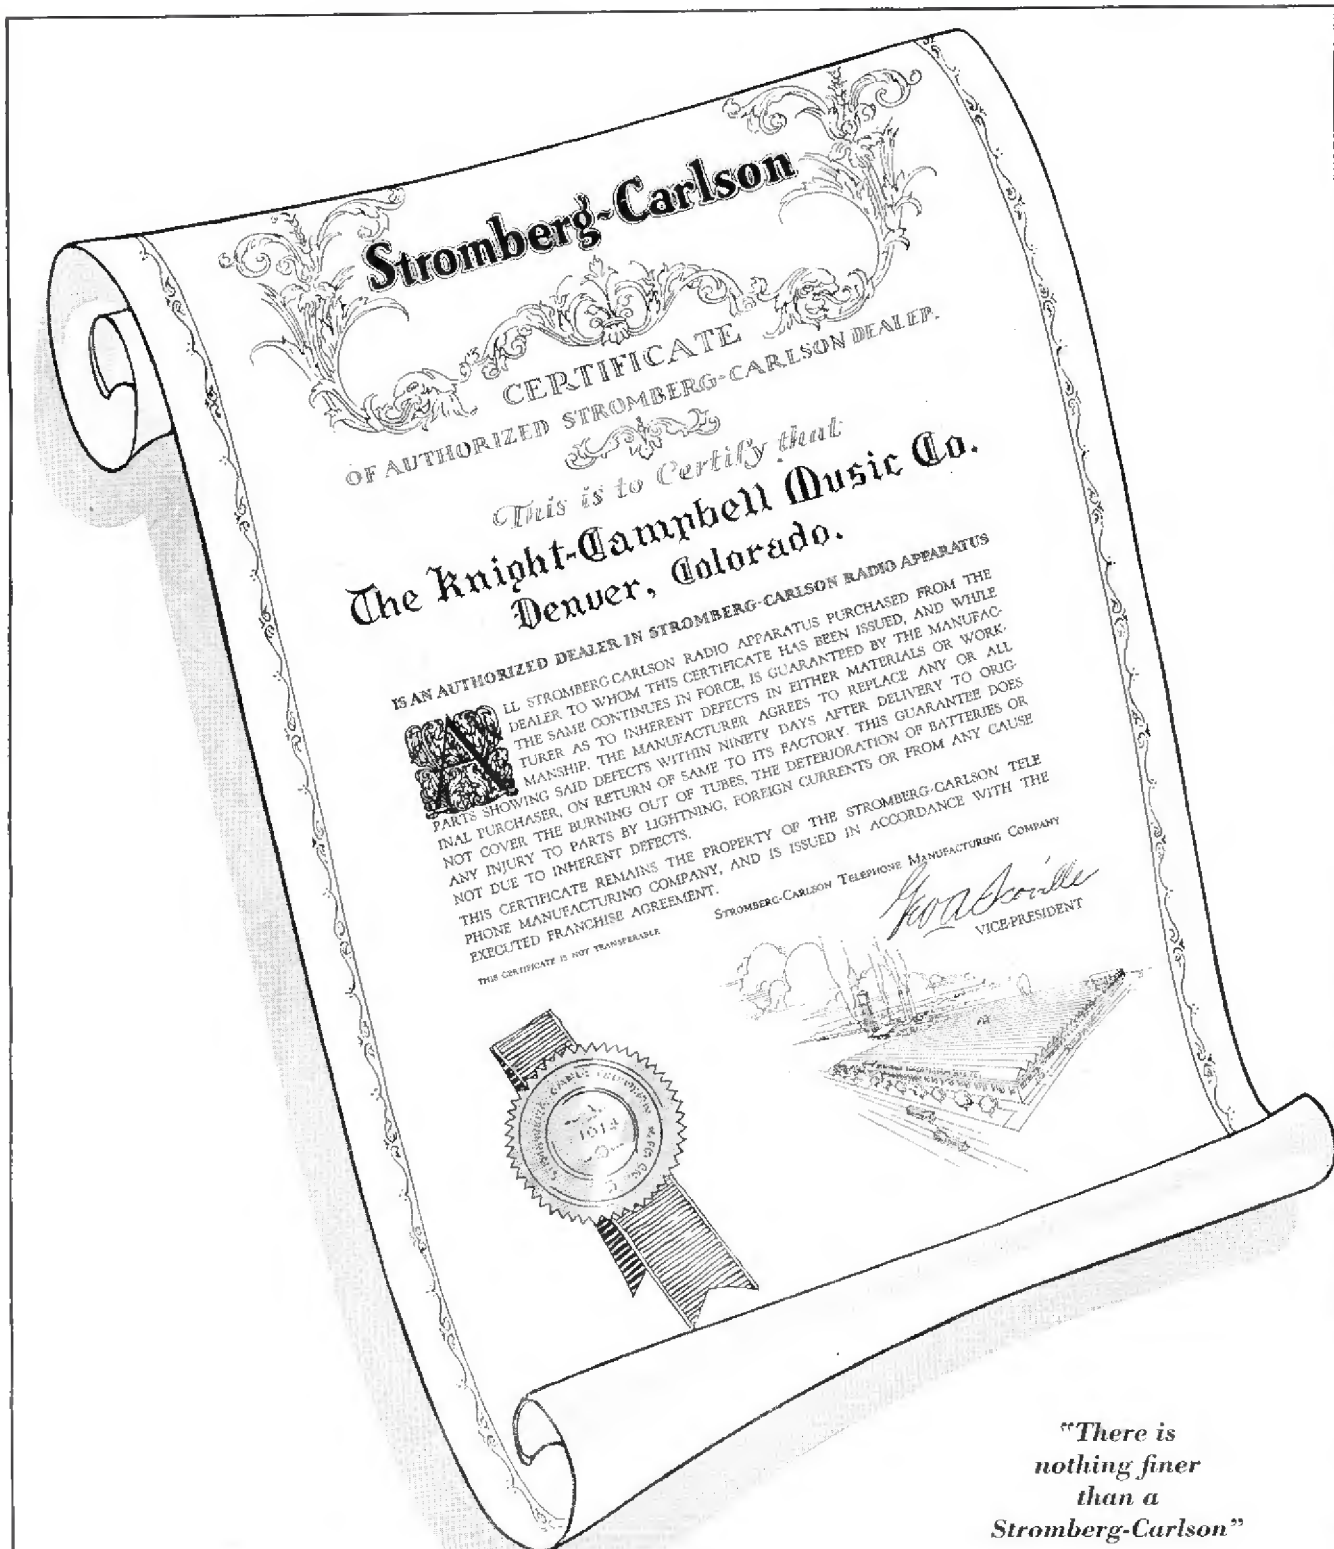 Stromberg-Carlson
CERTIFICATE
OF AUTHORIZED STROMBERG-CARLSON DEALER.
This is to Certify that
The Knight-Campbell Music Co.
Denver, Colorado.
IS AN AUTHORIZED DEALER IN STROMBERG-CARLSON RADIO APPARATUS
ALL STROMBERG-CARLSON RADIO APPARATUS PURCHASED FROM THE
DEALER TO WHOM THIS CERTIFICATE HAS BEEN ISSUED, AND WHILE
THE SAME CONTINUES IN FORCE, IS GUARANTEED BY THE MANUFAC-
TURER AS TO INHERENT DEFECTS IN EITHER MATERIALS OR WORK-
MANSHIP. THE MANUFACTURER AGREES TO REPLACE ANY OR ALL
PARTS SHOWING SAID DEFECTS WITHIN NINETY DAYS AFTER DELIVERY TO ORIG-
INAL PURCHASER, ON RETURN OF SAME TO ITS FACTORY. THIS GUARANTEE DOES
NOT COVER THE BURNING OUT OF TUBES, THE DETERIORATION OF BATTERIES OR
ANY INJURY TO PARTS BY LIGHTNING, FOREIGN CURRENTS OR FROM ANY CAUSE
NOT DUE TO INHERENT DEFECTS.
THIS CERTIFICATE REMAINS THE PROPERTY OF THE STROMBERG-CARLSON TELE
PHONE MANUFACTURING COMPANY, AND IS ISSUED IN ACCORDANCE WITH THE
EXECUTED FRANCHISE AGREEMENT.
THIS CERTIFICATE IS NOT TRANSFERABLE
STROMBERG-CARLSON TELEPHONE MANUFACTURING COMPANY
Geo A Scoville
VICE-PRESIDENT
1914
"There is
nothing finer
than a
Stromberg-Carlson"